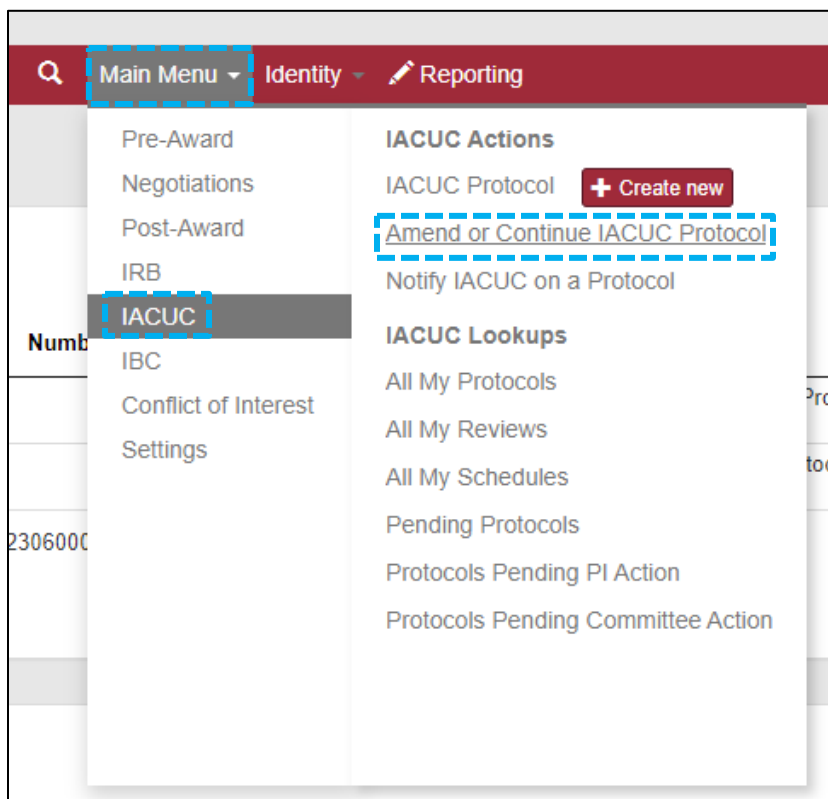 Main Menu Identity Reporting
Pre-Award
Negotiations
Post-Award
IRB
IACUC
IBC
Conflict of Interest
Settings
IACUC Actions
IACUC Protocol + Create new
Amend or Continue IACUC Protocol
Notify IACUC on a Protocol
IACUC Lookups
All My Protocols
All My Reviews
All My Schedules
Pending Protocols
Protocols Pending PI Action
Protocols Pending Committee Action
Numb
2306000